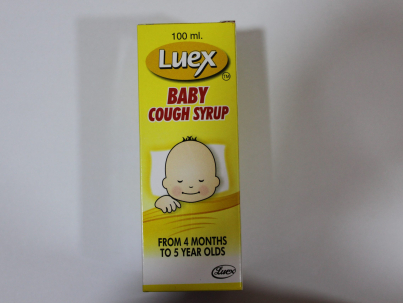 100 ml.
Luex
TM
BABY
COUGH SYRUP
FROM 4 MONTHS
TO 5 YEAR OLDS
Luex